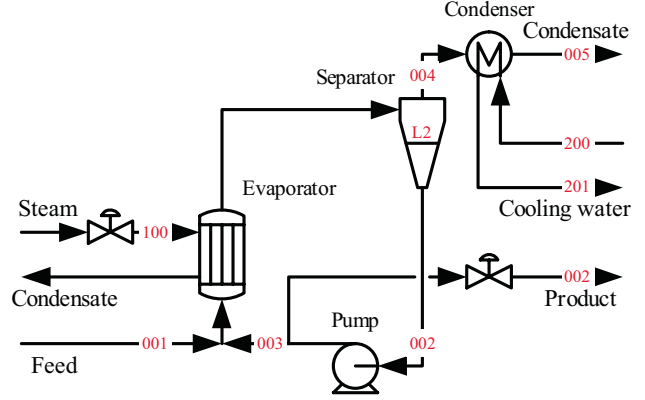 Condenser
Condensate
005
004
Separator
L2
200
Evaporator
201
Steam
100
Cooling water
Condensate
002
Product
Pump
001
003
002
Feed